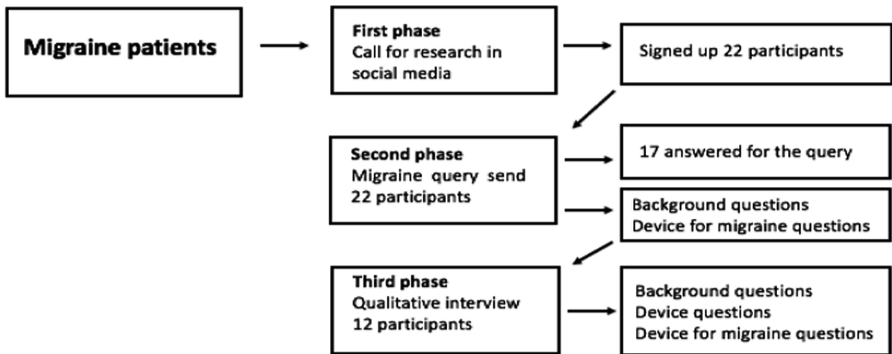 Migraine patients
First phase
Call for research in
social media
Signed up 22 participants
Second phase
Migraine query send
22 participants
17 answered for the query
Background questions
Device for migraine questions
Third phase
Qualitative interview
12 participants
Background questions
Device questions
Device for migraine questions